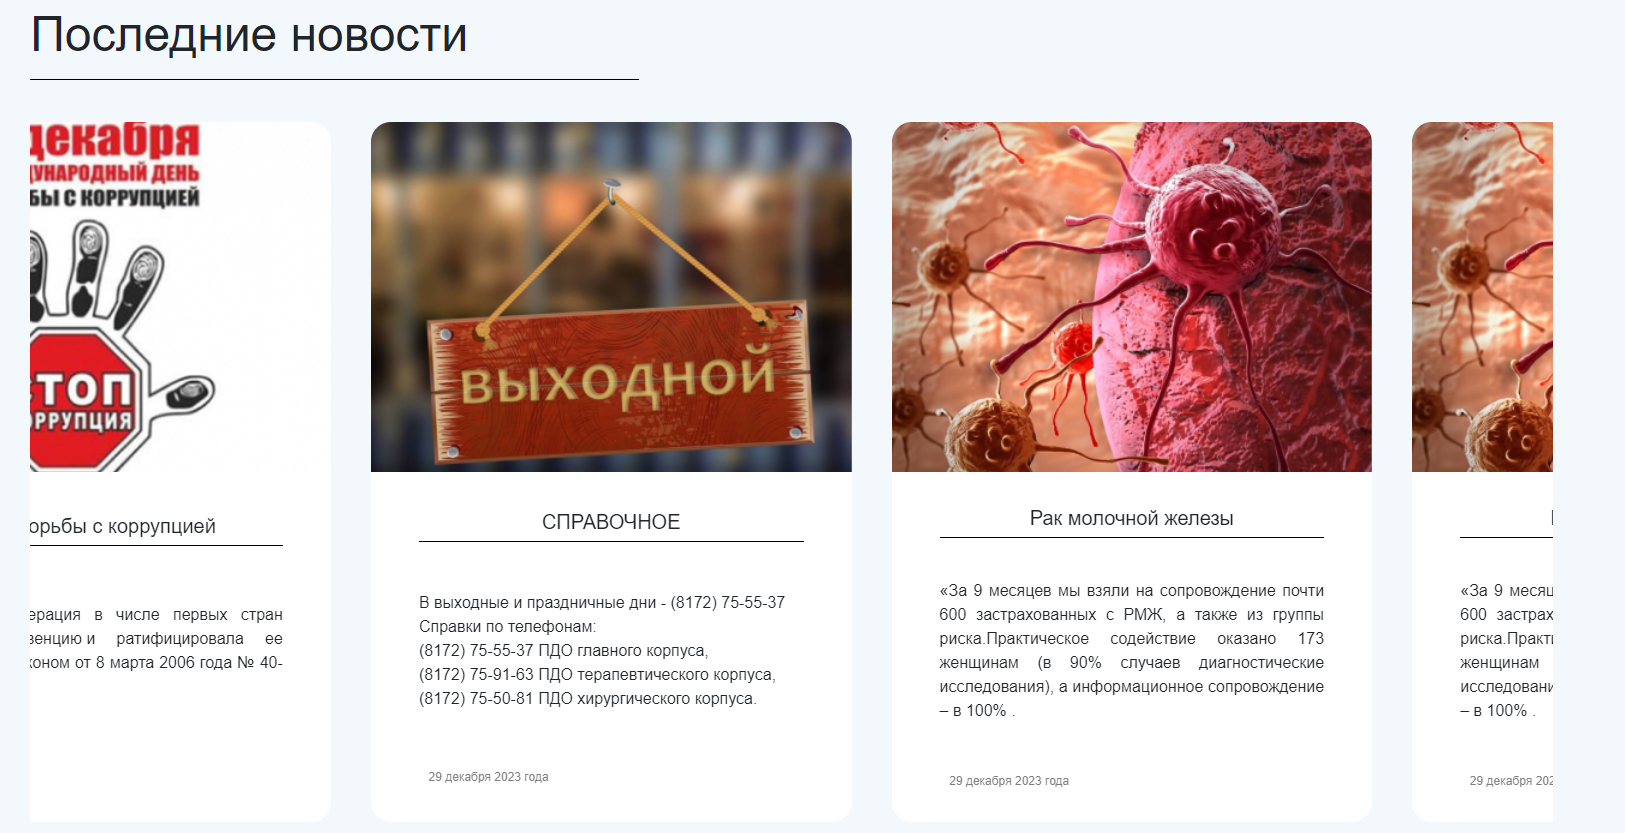 Последние новости
декабря
ДУНАРОДНЫЙ ДЕНЬ
БЫ С КОРРУПЦИЕЙ
СТОП
ОРРУПЦИЯ
орьбы с коррупцией
ерация в числе первых стран
венцию и ратифицировала ее
коном от 8 марта 2006 года № 40-
ВЫХОДНОЙ
СПРАВОЧНОЕ
В выходные и праздничные дни - (8172) 75-55-37
Справки по телефонам:
(8172) 75-55-37 ПДО главного корпуса,
(8172) 75-91-63 ПДО терапевтического корпуса,
(8172) 75-50-81 ПДО хирургического корпуса.
29 декабря 2023 года
Рак молочной железы
«За 9 месяцев мы взяли на сопровождение почти
600 застрахованных с РМЖ, а также из группы
риска.Практическое содействие оказано 173
женщинам (в 90% случаев диагностические
исследования), а информационное сопровождение
– в 100% .
29 декабря 2023 года
«За 9 месяц
600 застрах
риска.Практи
женщинам
исследовани
– в 100% .
29 декабря 202